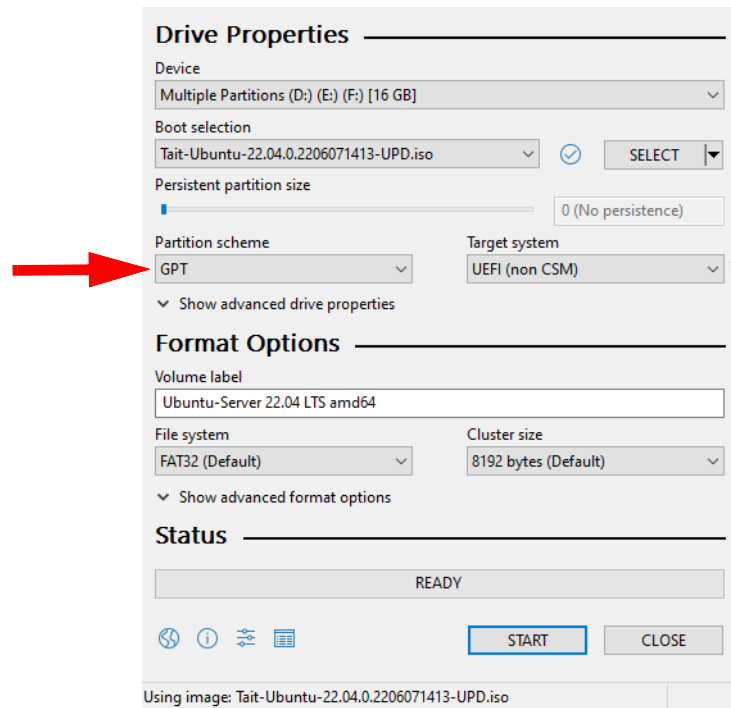 Drive Properties
Device
Multiple Partitions (D:) (E:) (F:) [16 GB]
Boot selection
Tait-Ubuntu-22.04.0.2206071413-UPD.iso
SELECT
Persistent partition size
0 (No persistence)
Partition scheme
Target system
GPT
UEFI (non CSM)
Show advanced drive properties
Format Options
Volume label
Ubuntu-Server 22.04 LTS amd64
File system
Cluster size
FAT32 (Default)
8192 bytes (Default)
Show advanced format options
Status
READY
START
CLOSE
Using image: Tait-Ubuntu-22.04.0.2206071413-UPD.iso